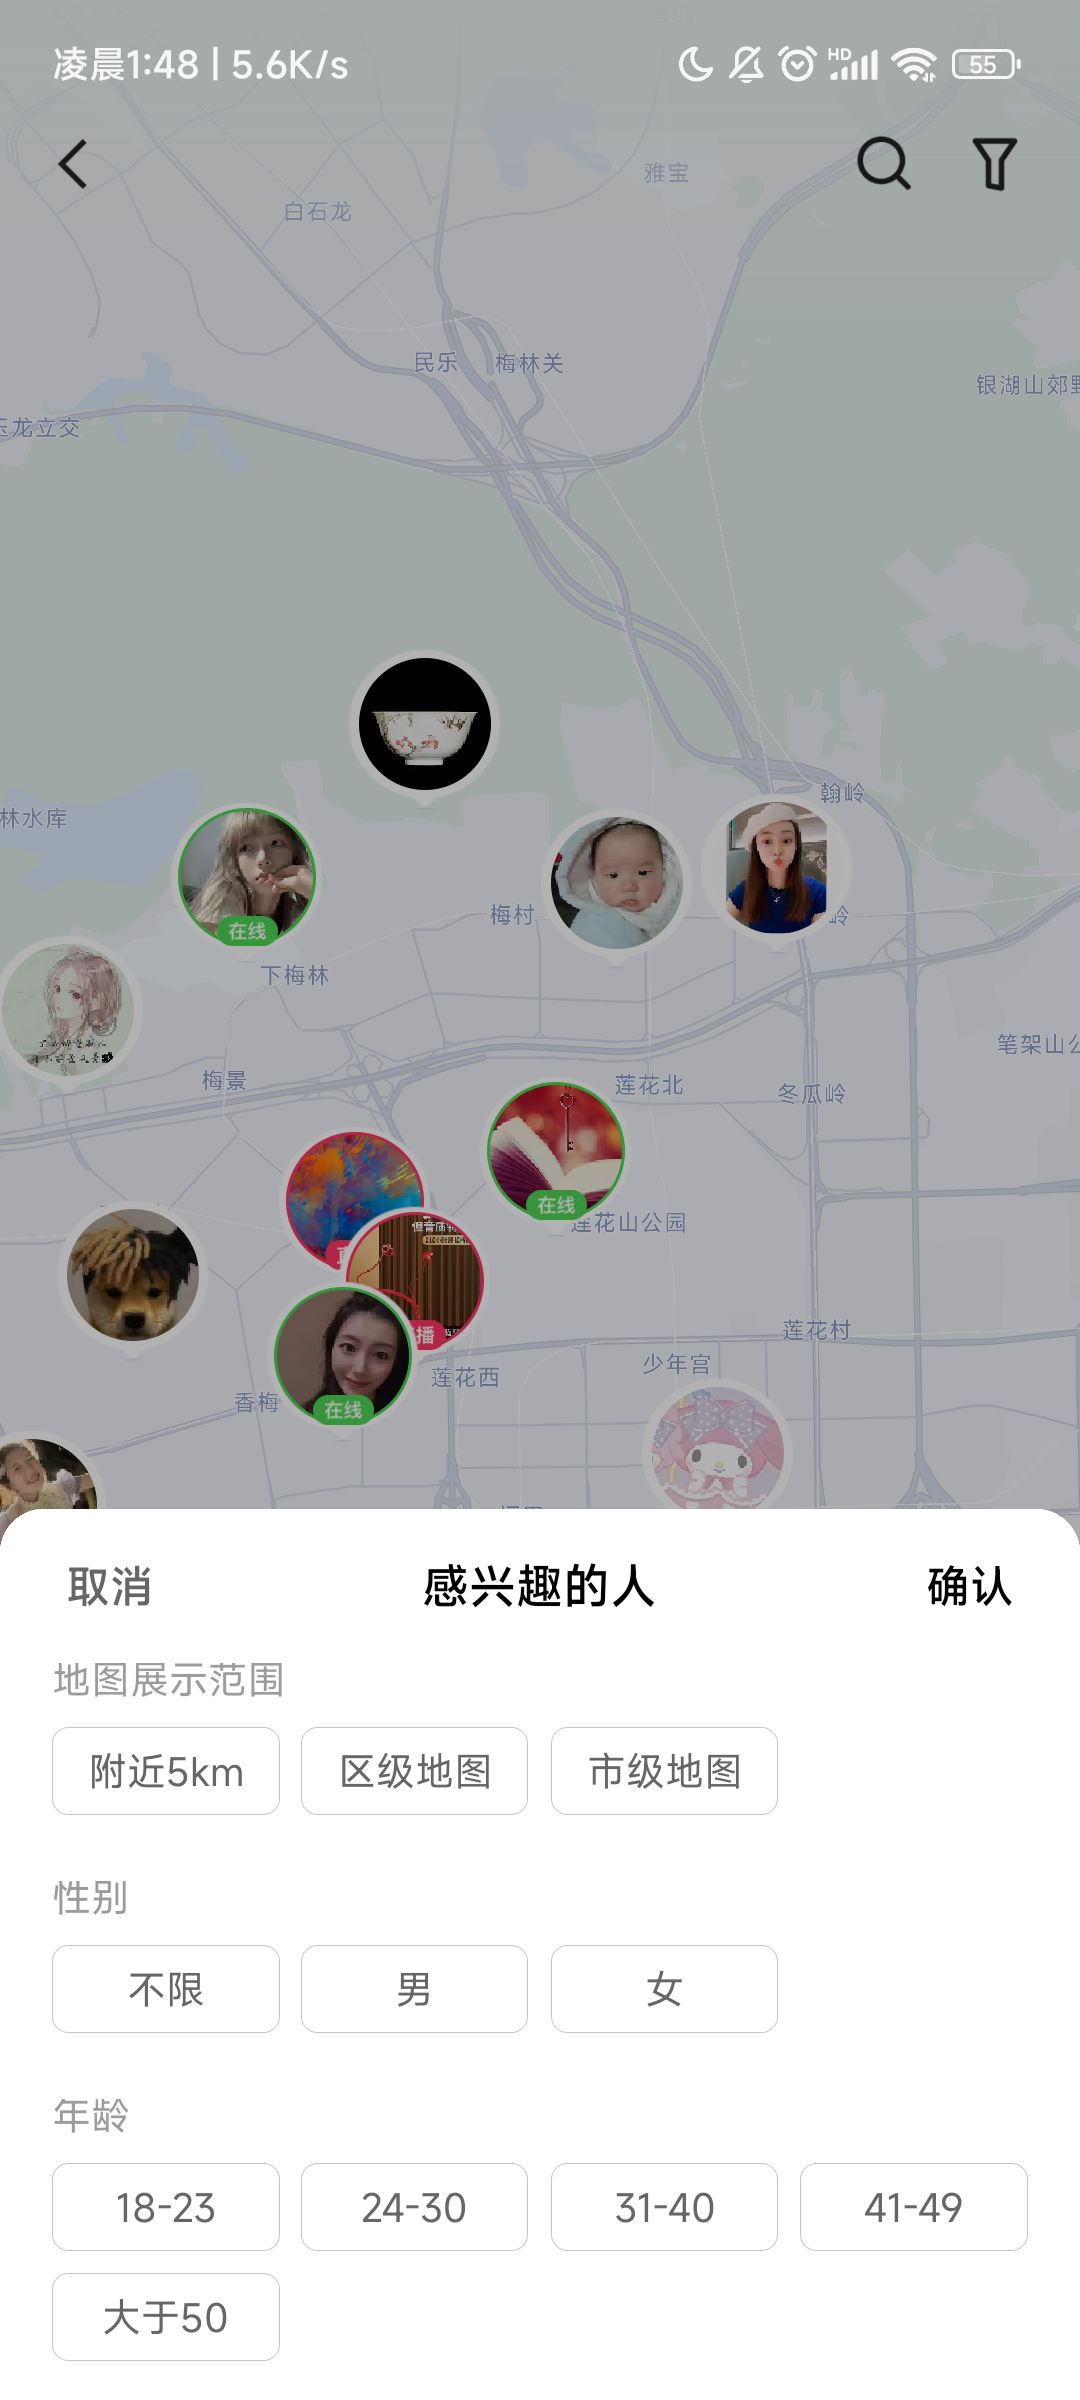 凌晨1:48 | 5.6K/s
HD
55
雅宝
白石龙
民乐
梅林关
银湖山郊野
玉龙立交
翰岭
林水库
梅村
岭
在线
下梅林
笔架山公
梅景
莲花北
冬瓜岭
在线
莲花山公园
播
莲花村
少年宫
莲花西
香梅
在线
取消
感兴趣的人
确认
地图展示范围
附近5km
区级地图
市级地图
性别
不限
男
女
年龄
18-23
24-30
31-40
41-49
大于50